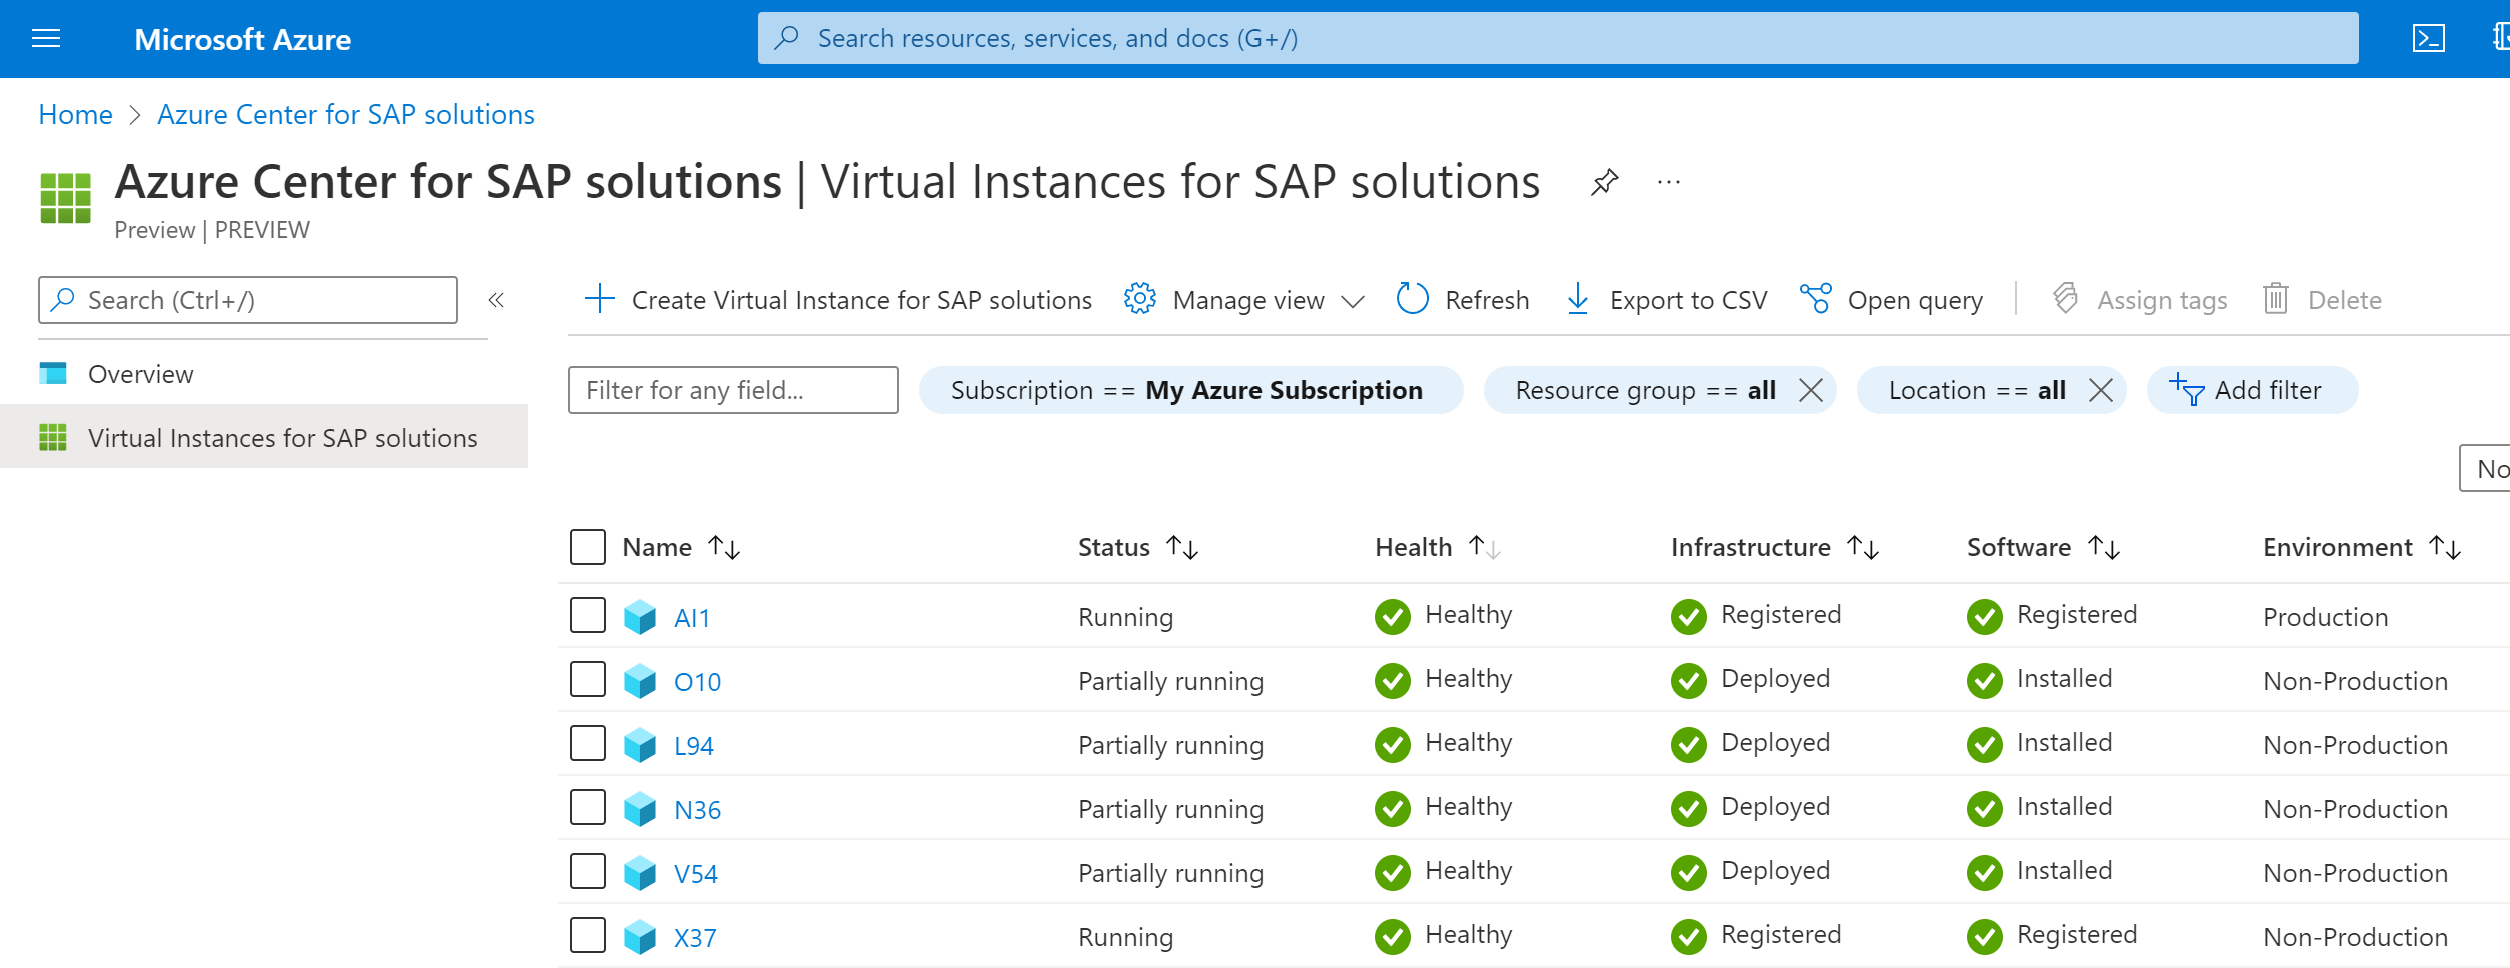 Microsoft Azure
Search resources, services, and docs (G+/)
Home > Azure Center for SAP solutions
Azure Center for SAP solutions | Virtual Instances for SAP solutions ...
Preview | PREVIEW
Search (Ctrl+/) «
Overview
Virtual Instances for SAP solutions
Create Virtual Instance for SAP solutions Manage view Refresh Export to CSV Open query Assign tags Delete
Filter for any field... Subscription == My Azure Subscription Resource group == all Location == all Add filter
No
Name Status Health Infrastructure Software Environment
AI1 Running Healthy Registered Registered Production
O10 Partially running Healthy Deployed Installed Non-Production
L94 Partially running Healthy Deployed Installed Non-Production
N36 Partially running Healthy Deployed Installed Non-Production
V54 Partially running Healthy Deployed Installed Non-Production
X37 Running Healthy Registered Registered Non-Production